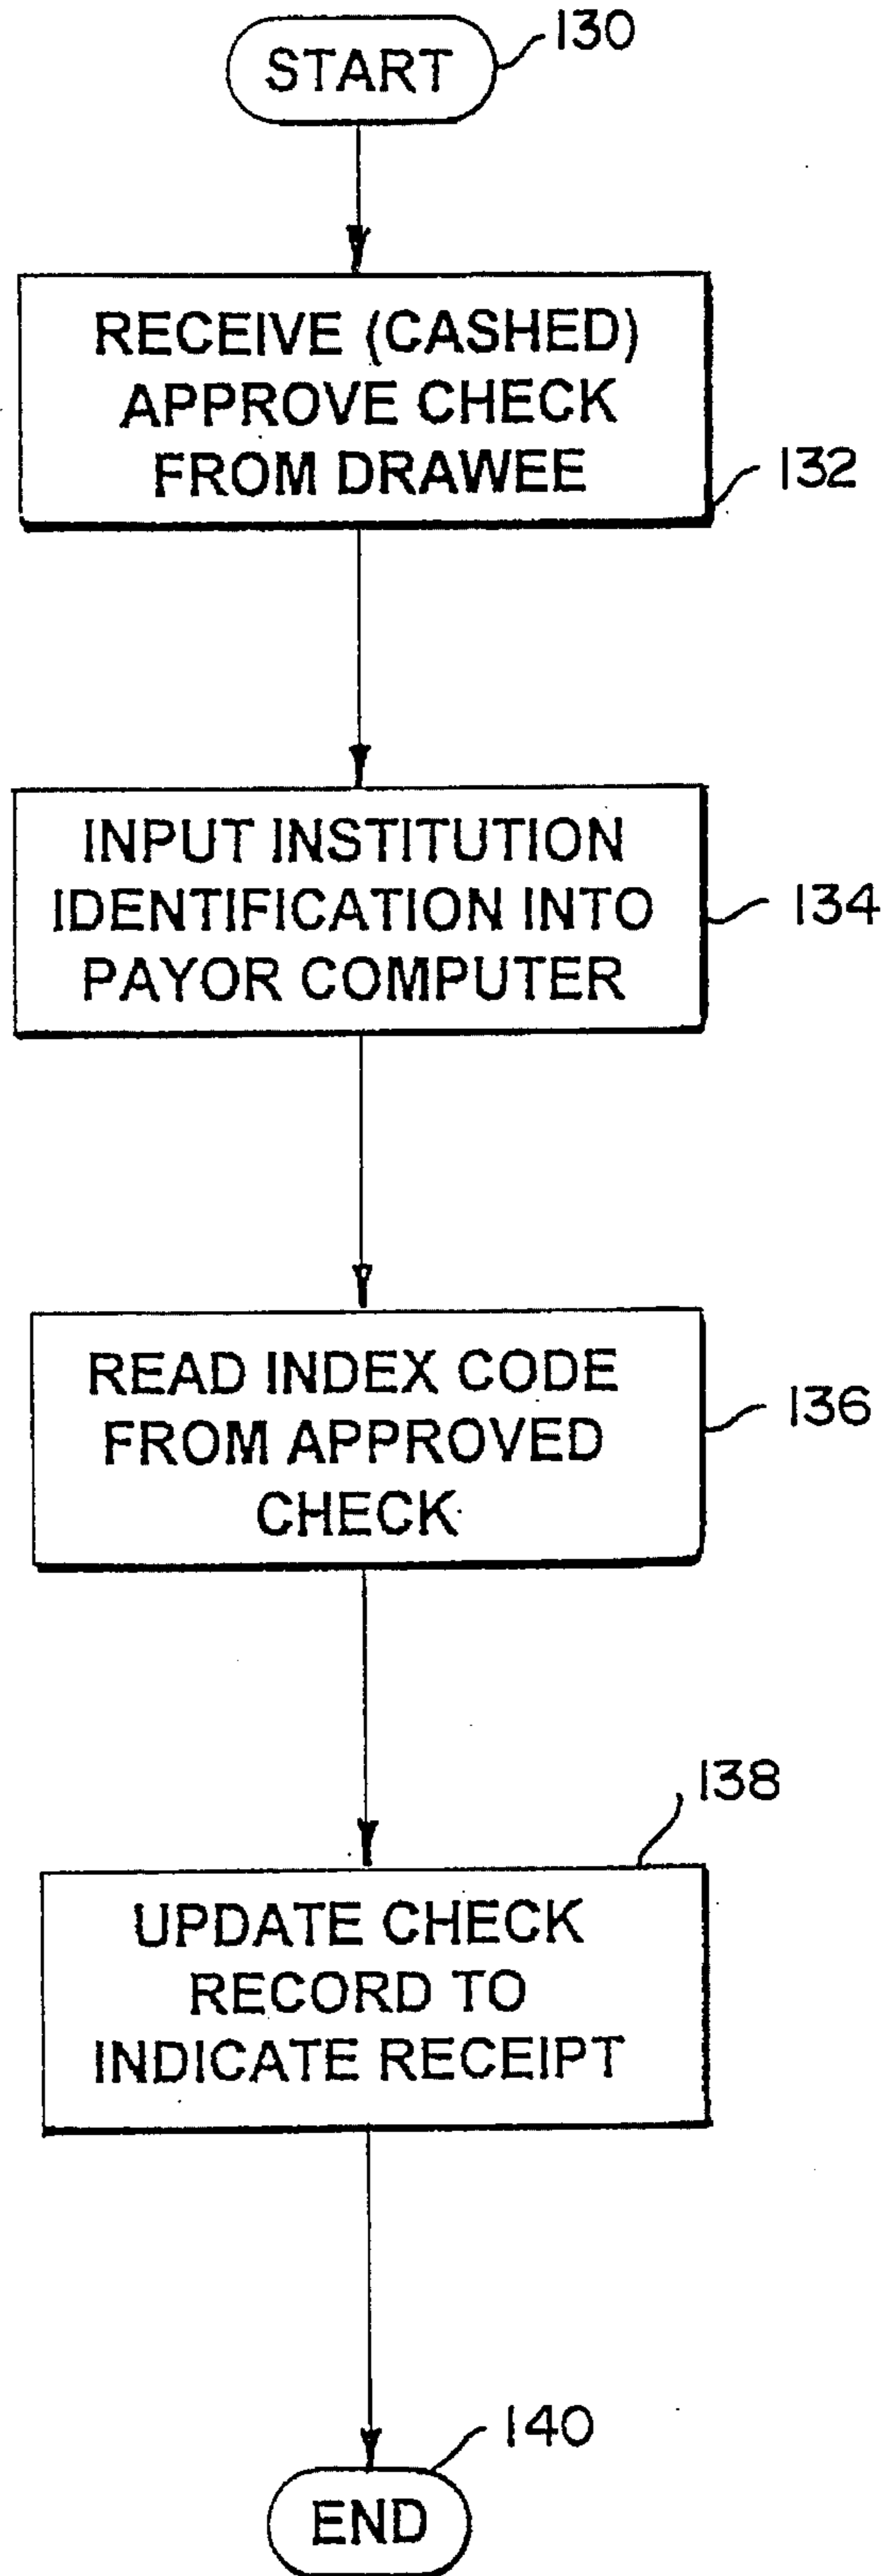 START
130
RECEIVE (CASHED)
APPROVE CHECK
FROM DRAWEE
132
INPUT INSTITUTION
IDENTIFICATION INTO
PAYOR COMPUTER
134
READ INDEX CODE
FROM APPROVED
CHECK
136
138
UPDATE CHECK
RECORD TO
INDICATE RECEIPT
140
END